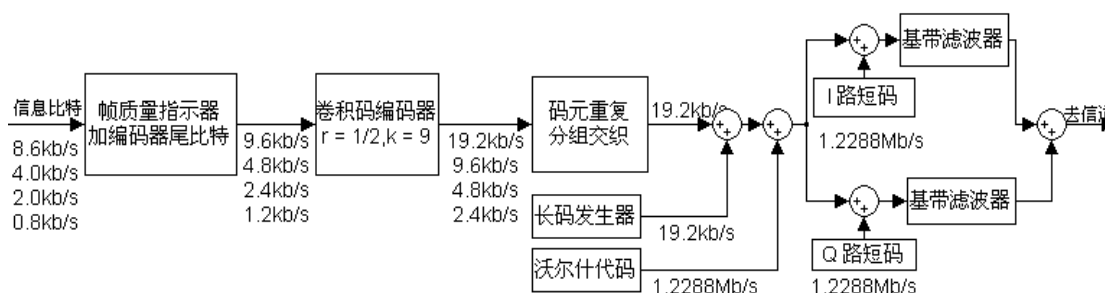 信息比特
8.6kb/s
4.0kb/s
2.0kb/s
0.8kb/s
帧质量指示器
加编码器尾比特
9.6kb/s
4.8kb/s
2.4kb/s
1.2kb/s
卷积码编码器
r = 1/2,k = 9
19.2kb/s
9.6kb/s
4.8kb/s
2.4kb/s
码元重复
分组交织
19.2kb/s
长码发生器
19.2kb/s
沃尔什代码
1.2288Mb/s
+
+
+
+
+
+
I 路短码
1.2288Mb/s
基带滤波器
+
+
Q 路短码
1.2288Mb/s
基带滤波器
+
+
去信道